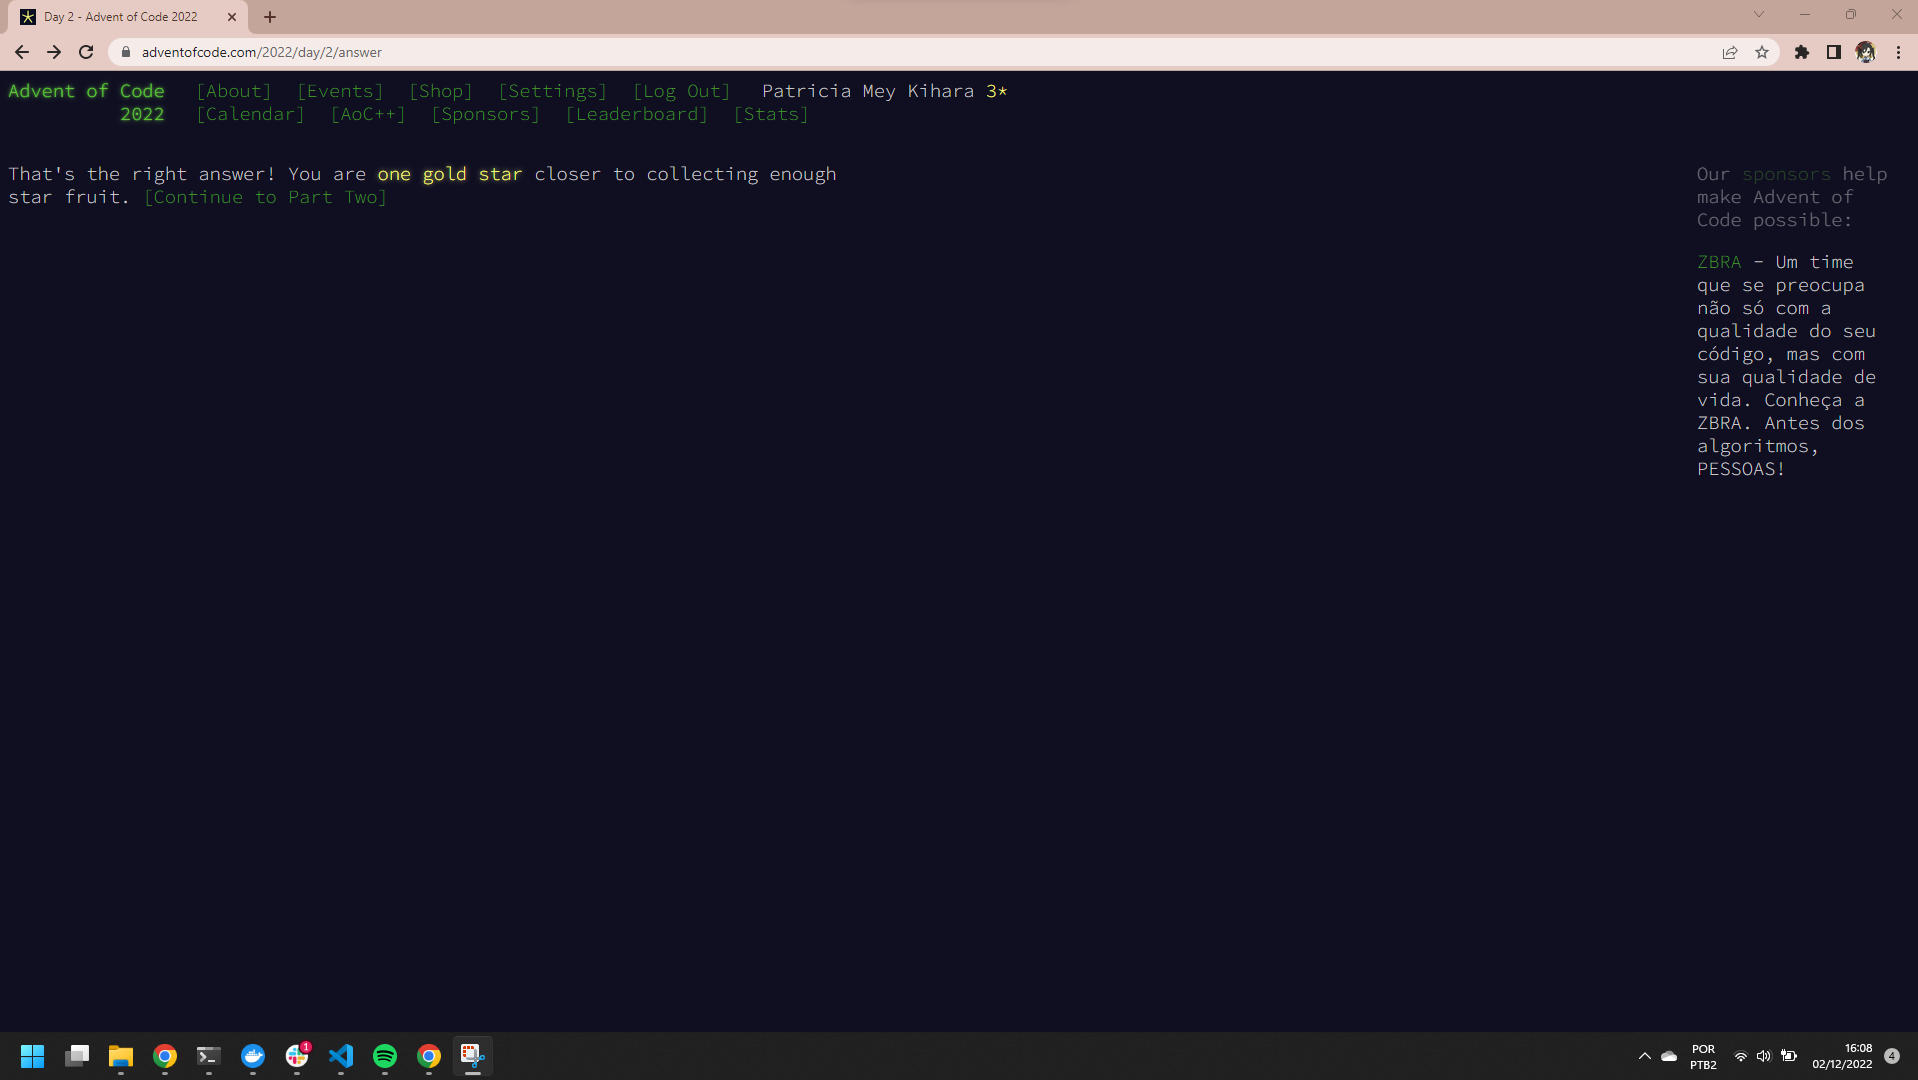 Day 2 - Advent of Code 2022
adventofcode.com/2022/day/2/answer
Advent of Code [About] [Events] [Shop] [Settings] [Log Out] Patricia Mey Kihara 3*
2022 [Calendar] [AoC++] [Sponsors] [Leaderboard] [Stats]
That's the right answer! You are one gold star closer to collecting enough
star fruit. [Continue to Part Two]
Our sponsors help
make Advent of
Code possible:
ZBRA - Um time
que se preocupa
não só com a
qualidade do seu
código, mas com
sua qualidade de
vida. Conheça a
ZBRA. Antes dos
algoritmos,
PESSOAS!
1
POR
PTB2
16:08
02/12/2022
4